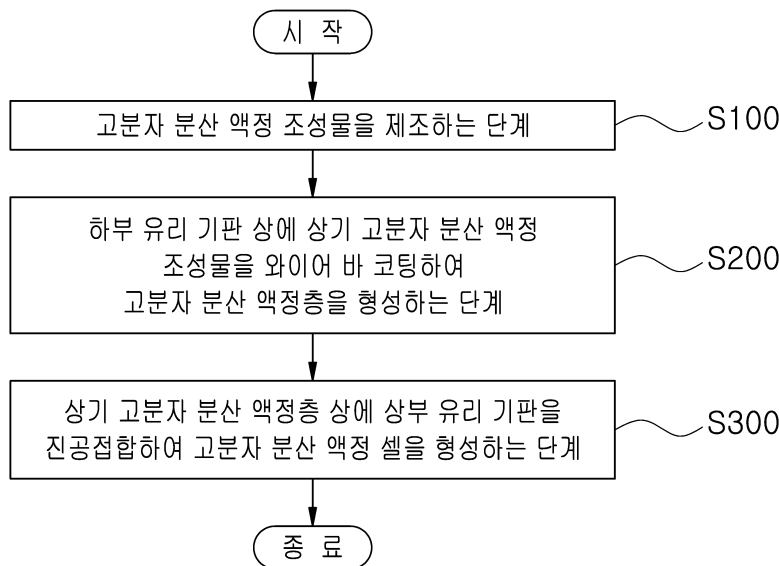 시 작
고분자 분산 액정 조성물을 제조하는 단계
S100
하부 유리 기판 상에 상기 고분자 분산 액정
조성물을 와이어 바 코팅하여
고분자 분산 액정층을 형성하는 단계
S200
상기 고분자 분산 액정층 상에 상부 유리 기판을
진공접합하여 고분자 분산 액정 셀을 형성하는 단계
S300
종 료